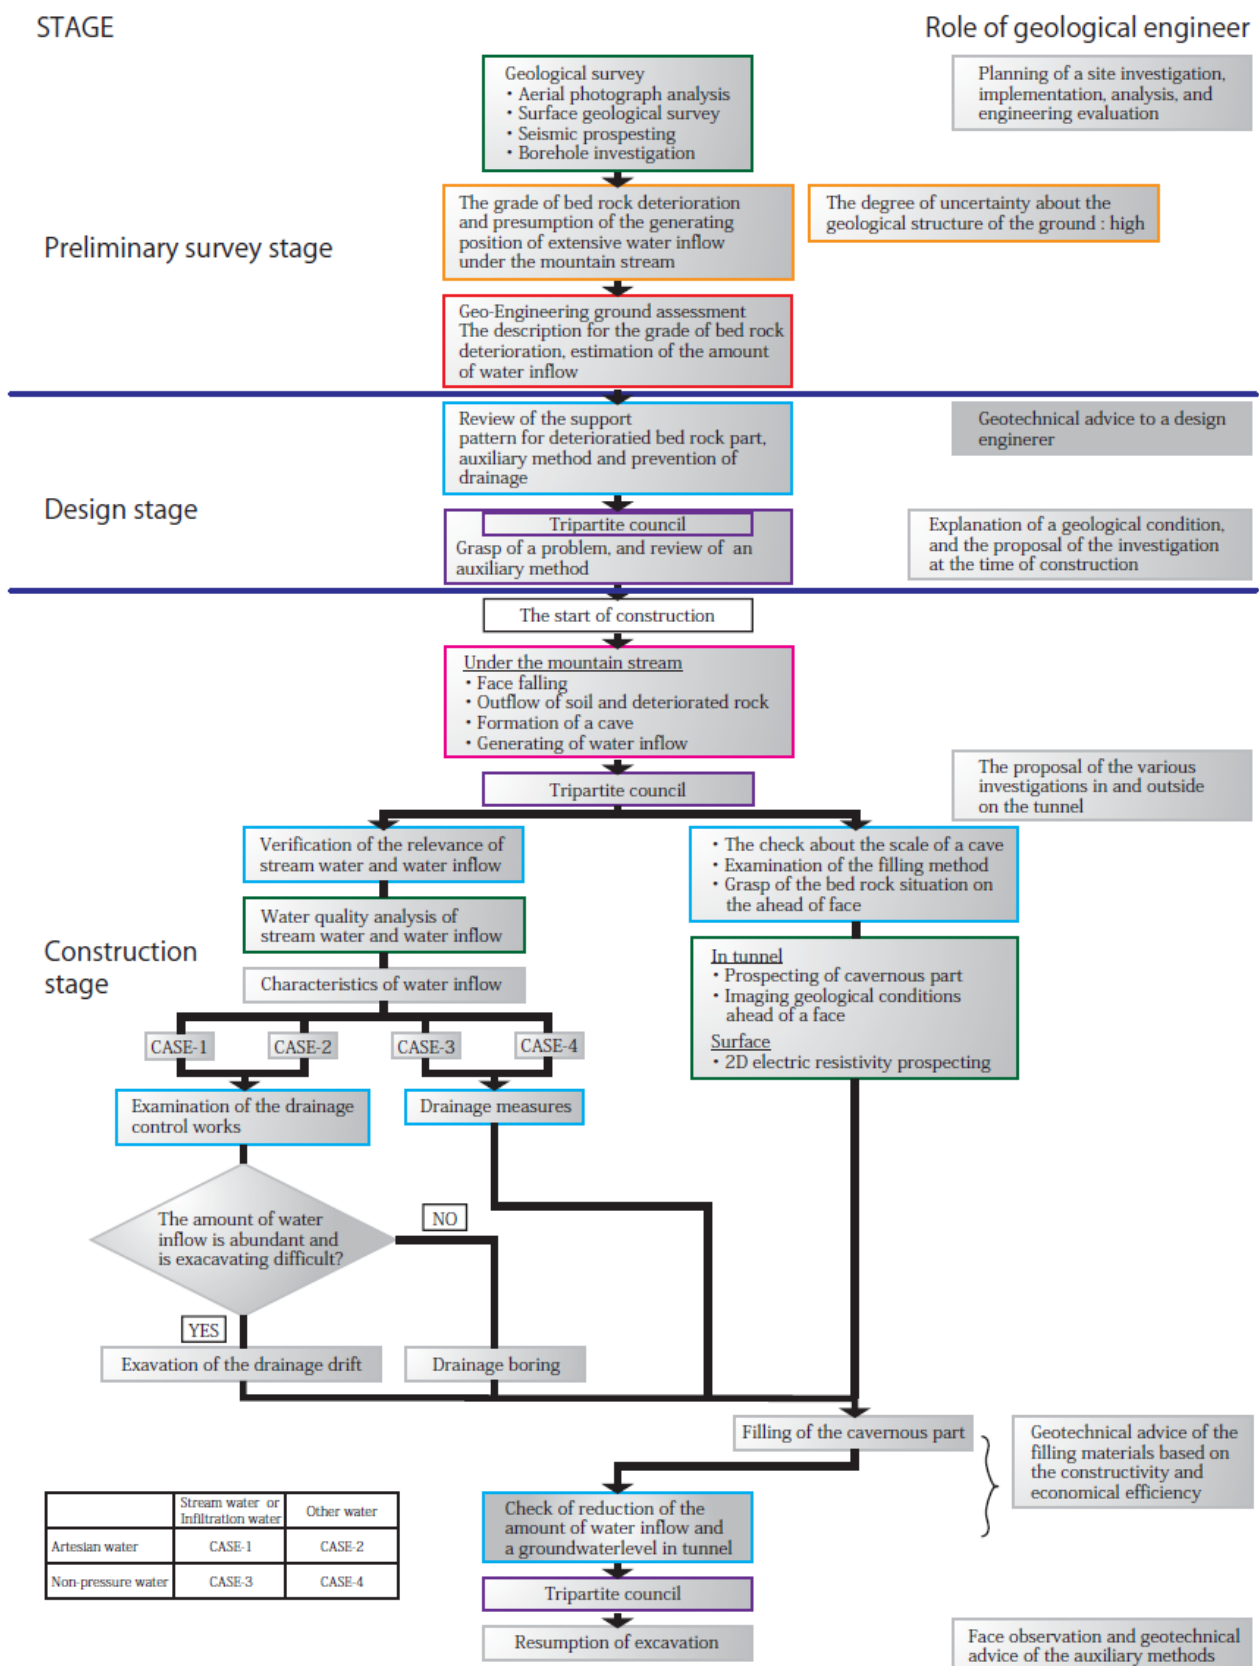 STAGE
Role of geological engineer
Geological survey
• Aerial photograph analysis
• Surface geological survey
• Seismic prospesting
• Borehole investigation
Planning of a site investigation,
implementation, analysis, and
engineering evaluation
Preliminary survey stage
The grade of bed rock deterioration
and presumption of the generating
position of extensive water inflow
under the mountain stream
The degree of uncertainty about the
geological structure of the ground : high
Geo-Engineering ground assessment
The description for the grade of bed rock
deterioration, estimation of the amount
of water inflow
Design stage
Review of the support
pattern for deterioratied bed rock part,
auxiliary method and prevention of
drainage
Geotechnical advice to a design
enginerer
Tripartite council
Grasp of a problem, and review of an
auxiliary method
Explanation of a geological condition,
and the proposal of the investigation
at the time of construction
The start of construction
Under the mountain stream
• Face falling
• Outflow of soil and deteriorated rock
• Formation of a cave
• Generating of water inflow
Tripartite council
The proposal of the various
investigations in and outside
on the tunnel
Construction
stage
Verification of the relevance of
stream water and water inflow
• The check about the scale of a cave
• Examination of the filling method
• Grasp of the bed rock situation on
the ahead of face
Water quality analysis of
stream water and water inflow
Characteristics of water inflow
In tunnel
• Prospecting of cavernous part
• Imaging geological conditions
ahead of a face
Surface
• 2D electric resistivity prospecting
CASE-1
CASE-2
CASE-3
CASE-4
Examination of the drainage
control works
Drainage measures
The amount of water
inflow is abundant and
is exacavating difficult?
NO
YES
Exavation of the drainage drift
Drainage boring
Filling of the cavernous part
Geotechnical advice of the
filling materials based on
the constructivity and
economical efficiency
Check of reduction of the
amount of water inflow and
a groundwaterlevel in tunnel
Stream water or
Infiltration water
Other water
Artesian water
CASE-1
CASE-2
Non-pressure water
CASE-3
CASE-4
Tripartite council
Resumption of excavation
Face observation and geotechnical
advice of the auxiliary methods